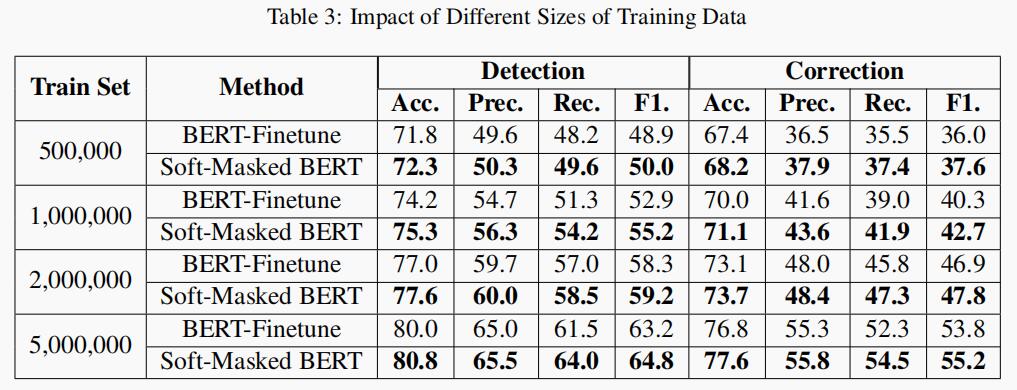 Table 3: Impact of Different Sizes of Training Data
Train Set Method Detection Correction
Acc. Prec. Rec. F1. Acc. Prec. Rec. F1.
500,000 BERT-Finetune 71.8 49.6 48.2 48.9 67.4 36.5 35.5 36.0
Soft-Masked BERT 72.3 50.3 49.6 50.0 68.2 37.9 37.4 37.6
1,000,000 BERT-Finetune 74.2 54.7 51.3 52.9 70.0 41.6 39.0 40.3
Soft-Masked BERT 75.3 56.3 54.2 55.2 71.1 43.6 41.9 42.7
2,000,000 BERT-Finetune 77.0 59.7 57.0 58.3 73.1 48.0 45.8 46.9
Soft-Masked BERT 77.6 60.0 58.5 59.2 73.7 48.4 47.3 47.8
5,000,000 BERT-Finetune 80.0 65.0 61.5 63.2 76.8 55.3 52.3 53.8
Soft-Masked BERT 80.8 65.5 64.0 64.8 77.6 55.8 54.5 55.2